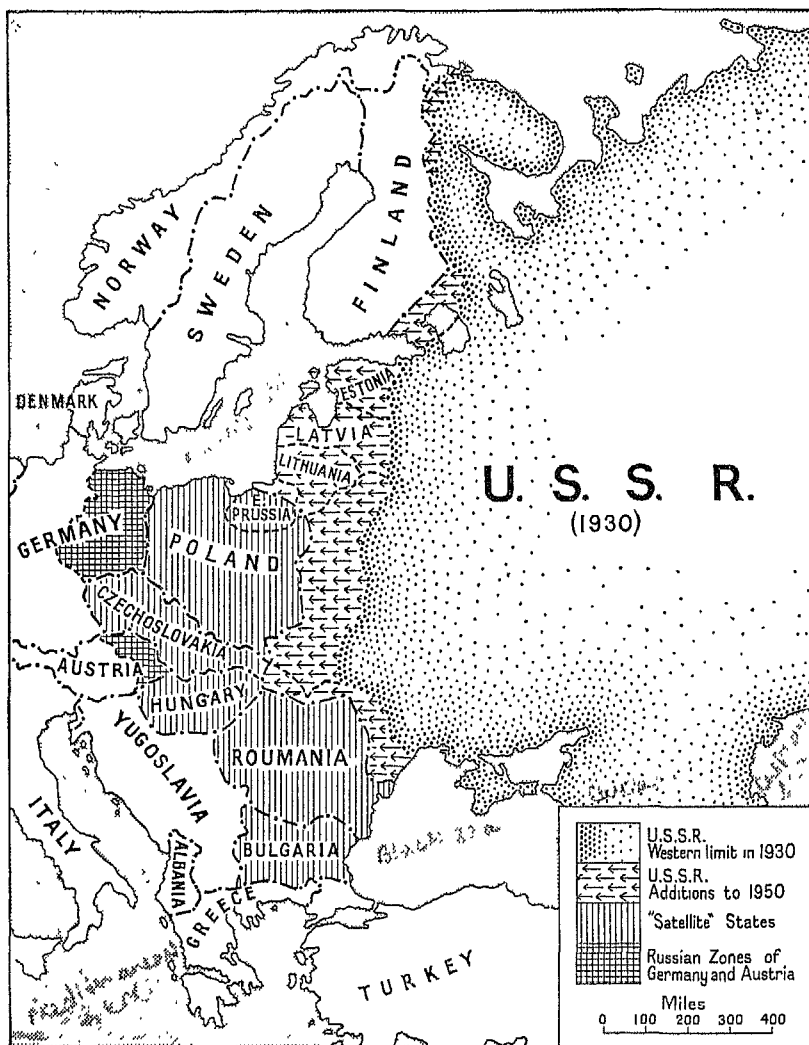 NORWAY
SWEDEN
FINLAND
DENMARK
ESTONIA
LATVIA
LITHUANIA
E.
PRUSSIA
U. S. S. R.
(1930)
GERMANY
POLAND
CZECHOSLOVAKIA
AUSTRIA
HUNGARY
YUGOSLAVIA
ROUMANIA
ITALY
BULGARIA
Black Sea
ALBANIA
GREECE
TURKEY
U.S.S.R.
Western limit in 1930
U.S.S.R.
Additions to 1950
"Satellite" States
Russian Zones of
Germany and Austria
Miles
0 100 200 300 400